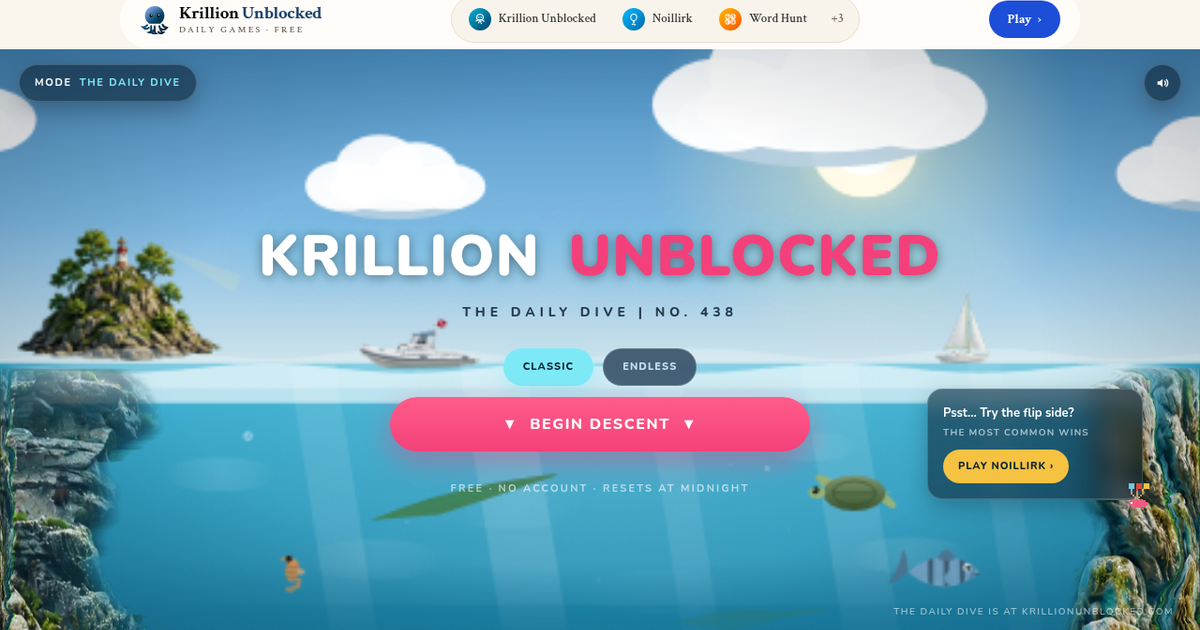 Krillion Unblocked
DAILY GAMES · FREE
Krillion Unblocked
Noillirk
Word Hunt
+3
Play ›
MODE THE DAILY DIVE
KRILLION UNBLOCKED
THE DAILY DIVE | NO. 438
CLASSIC
ENDLESS
▼ BEGIN DESCENT ▼
FREE · NO ACCOUNT · RESETS AT MIDNIGHT
Psst... Try the flip side?
THE MOST COMMON WINS
PLAY NOILLIRK ›
THE DAILY DIVE IS AT KRILLIONUNBLOCKED.COM